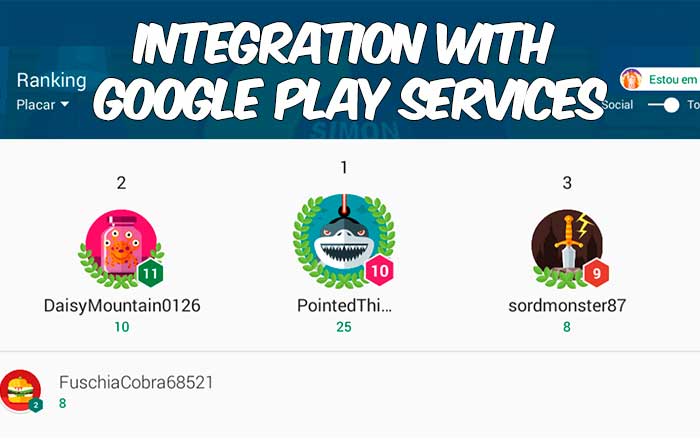 INTEGRATION WITH
GOOGLE PLAY SERVICES
Ranking
Placar
Estou em
Social
To
SIMON
2
1
3
11
10
9
DaisyMountain0126
PointedThi...
sordmonster87
10
25
8
FuschiaCobra68521
2
8